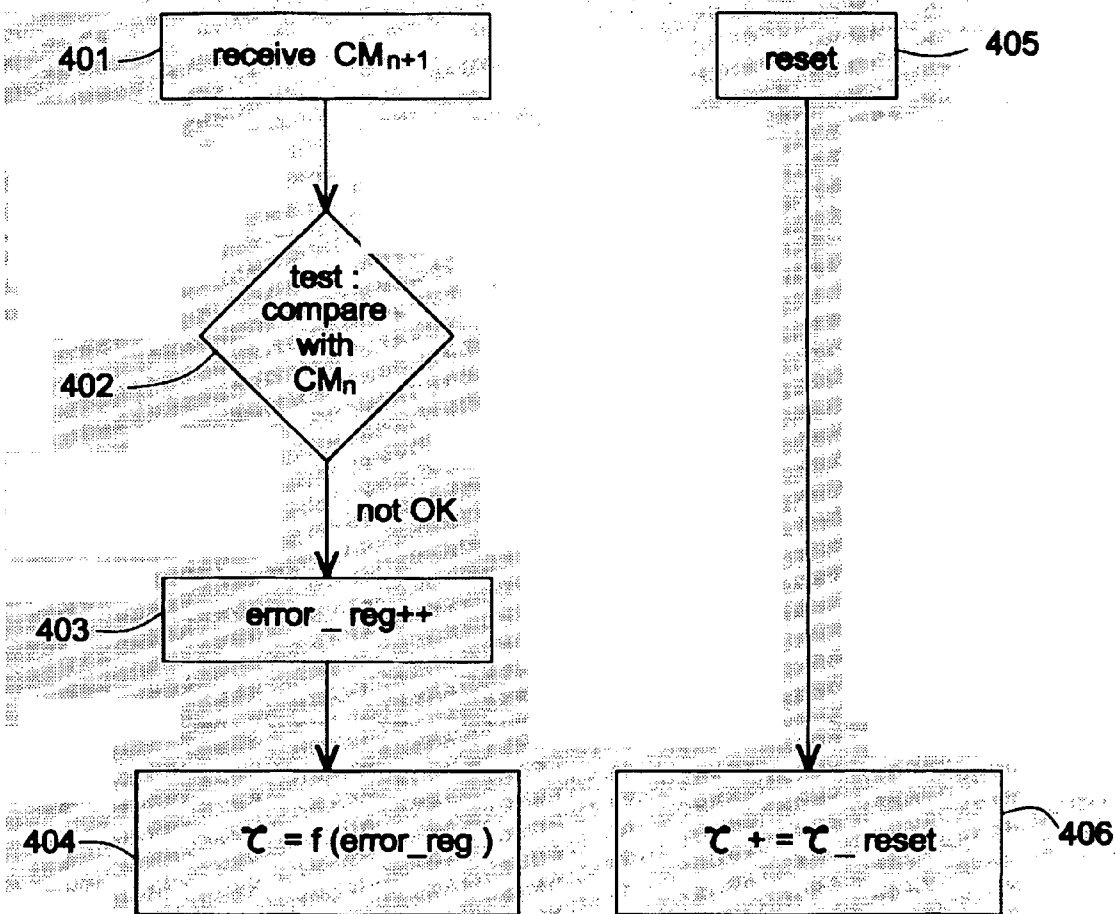 401
receive CMn+1
reset
405
test :
compare
with
CMn
402
not OK
403
error _ reg++
404
τ = f (error_reg )
τ + = τ _ reset
406